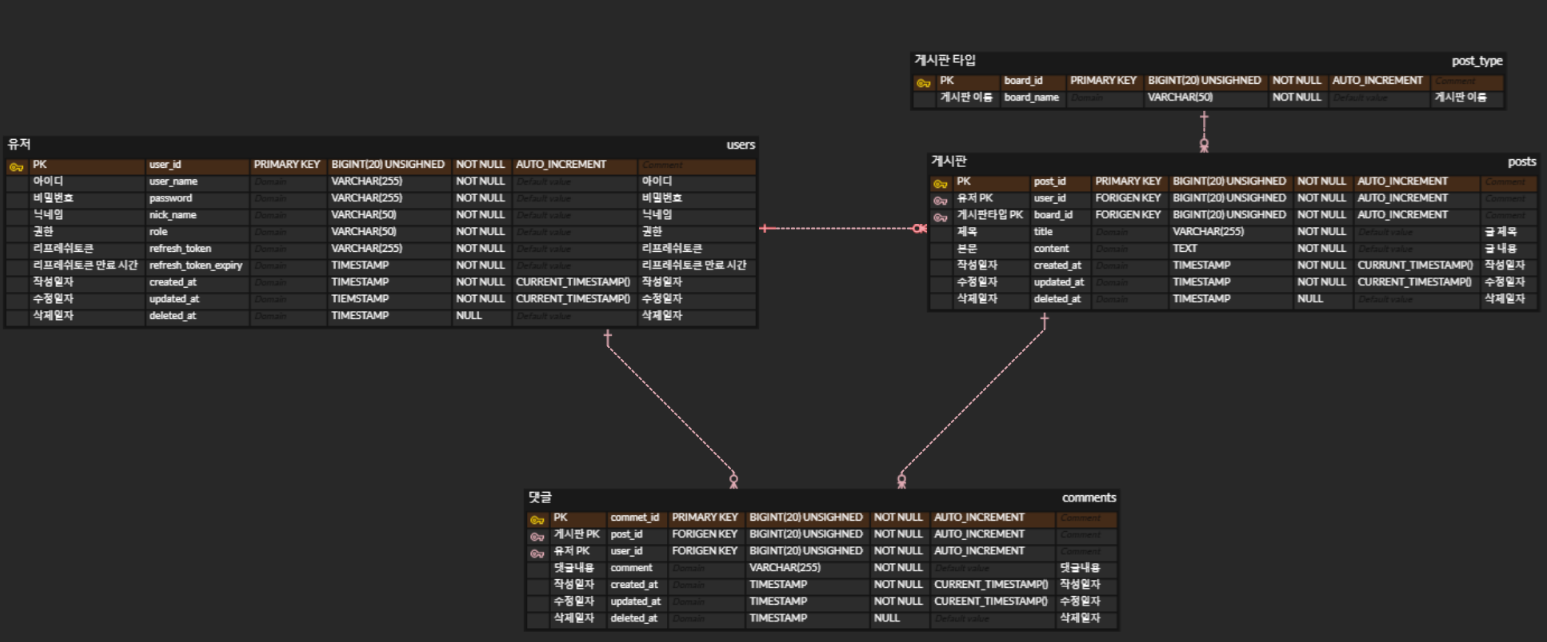 게시판 타입 post_type
PK board_id PRIMARY KEY BIGINT(20) UNSIGHNED NOT NULL AUTO_INCREMENT Comment
게시판 이름 board_name Domain VARCHAR(50) NOT NULL Default value 게시판 이름
유저 users
PK user_id PRIMARY KEY BIGINT(20) UNSIGHNED NOT NULL AUTO_INCREMENT Comment
아이디 user_name Domain VARCHAR(255) NOT NULL Default value 아이디
비밀번호 password Domain VARCHAR(255) NOT NULL Default value 비밀번호
닉네임 nick_name Domain VARCHAR(50) NOT NULL Default value 닉네임
권한 role Domain VARCHAR(50) NOT NULL Default value 권한
리프레쉬토큰 refresh_token Domain VARCHAR(255) NOT NULL Default value 리프레쉬토큰
리프레쉬토큰 만료 시간 refresh_token_expiry Domain TIMESTAMP NOT NULL Default value 리프레쉬토큰 만료 시간
작성일자 created_at Domain TIMESTAMP NOT NULL CURRENT_TIMESTAMP() 작성일자
수정일자 updated_at Domain TIEMSTAMP NOT NULL CURRENT_TIMESTAMP() 수정일자
삭제일자 deleted_at Domain TIMESTAMP NULL Default value 삭제일자
게시판 posts
PK post_id PRIMARY KEY BIGINT(20) UNSIGHNED NOT NULL AUTO_INCREMENT Comment
유저 PK user_id FORIGEN KEY BIGINT(20) UNSIGHNED NOT NULL AUTO_INCREMENT Comment
게시판타입 PK board_id FORIGEN KEY BIGINT(20) UNSIGHNED NOT NULL AUTO_INCREMENT Comment
제목 title Domain VARCHAR(255) NOT NULL Default value 글 제목
본문 content Domain TEXT NOT NULL Default value 글 내용
작성일자 created_at Domain TIMESTAMP NOT NULL CURRUNT_TIMESTAMP() 작성일자
수정일자 updated_at Domain TIMESTAMP NOT NULL CURRENT_TIMESTAMP() 수정일자
삭제일자 deleted_at Domain TIMESTAMP NULL Default value 삭제일자
댓글 comments
PK commet_id PRIMARY KEY BIGINT(20) UNSIGHNED NOT NULL AUTO_INCREMENT Comment
게시판 PK post_id FORIGEN KEY BIGINT(20) UNSIGHNED NOT NULL AUTO_INCREMENT Comment
유저 PK user_id FORIGEN KEY BIGINT(20) UNSIGHNED NOT NULL AUTO_INCREMENT Comment
댓글내용 comment Domain VARCHAR(255) NOT NULL Default value 댓글내용
작성일자 created_at Domain TIMESTAMP NOT NULL CURRENT_TIMESTAMP() 작성일자
수정일자 updated_at Domain TIMESTAMP NOT NULL CUREENT_TIMESTAMP() 수정일자
삭제일자 deleted_at Domain TIMESTAMP NULL Default value 삭제일자